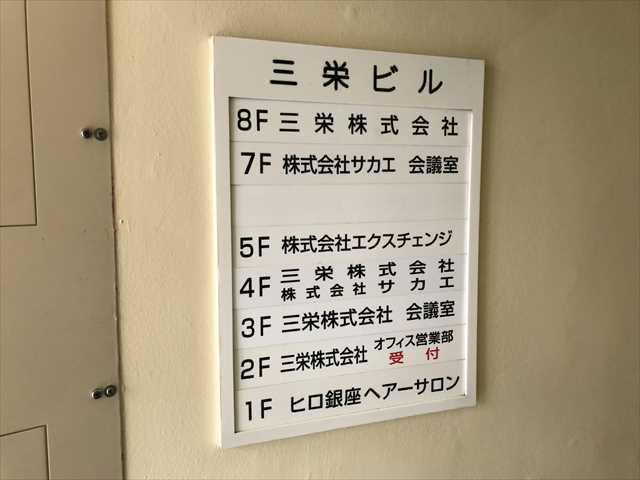 三栄ビル
8F 三栄株式会社
7F 株式会社サカエ 会議室
5F 株式会社エクスチェンジ
4F 三栄株式会社
株式会社サカエ
3F 三栄株式会社 会議室
2F 三栄株式会社 オフィス営業部
受付
1F ヒロ銀座ヘアーサロン